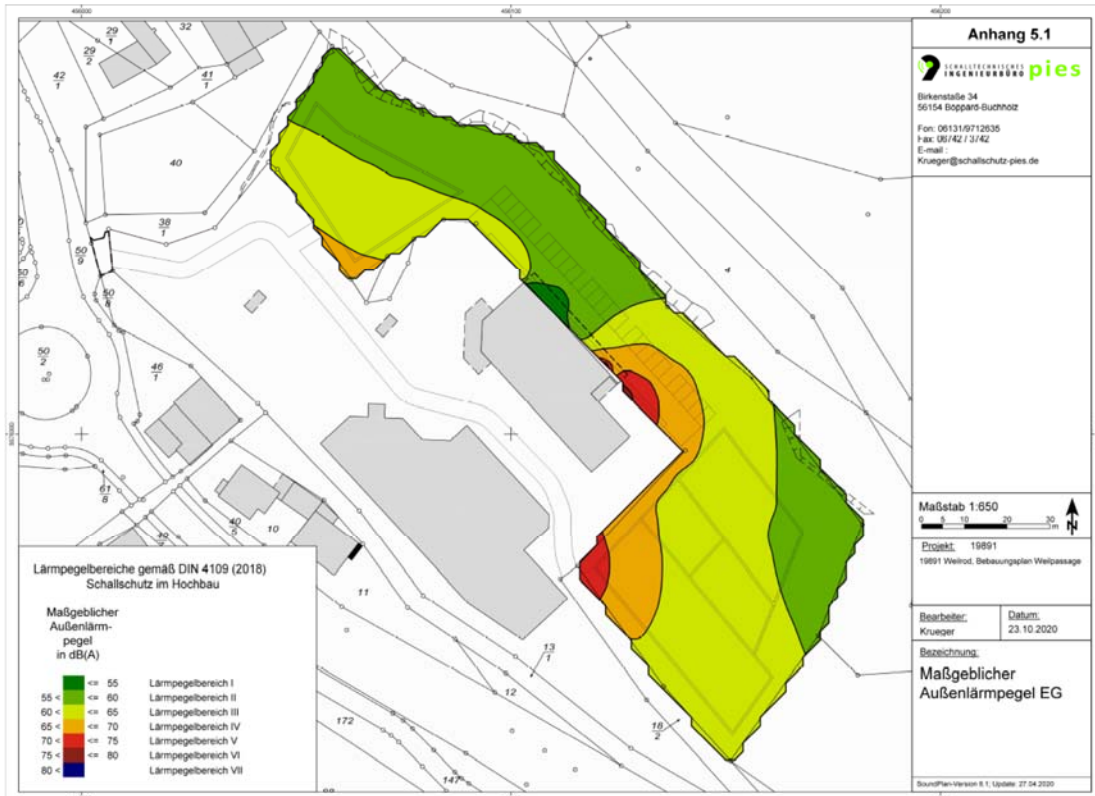 456000
456100
456200
29
1
32
29
2
41
1
42
1
40
38
1
50
9
50
8
50
2
46
1
4
61
8
40
5
10
11
13
1
12
172
18
2
147
Lärmpegelbereiche gemäß DIN 4109 (2018)
Schallschutz im Hochbau
Maßgeblicher
Außenlärm-
pegel
in dB(A)
<= 55 Lärmpegelbereich I
55 < <= 60 Lärmpegelbereich II
60 < <= 65 Lärmpegelbereich III
65 < <= 70 Lärmpegelbereich IV
70 < <= 75 Lärmpegelbereich V
75 < <= 80 Lärmpegelbereich VI
80 < Lärmpegelbereich VII
Anhang 5.1
SCHALLTECHNISCHES
INGENIEURBÜRO pies
Birkenstaße 34
56154 Boppard-Buchholz
Fon: 06131/9712635
Fax: 06742 / 3742
E-mail :
Krueger@schallschutz-pies.de
Maßstab 1:650
0 5 10 20 30
m
N
Projekt: 19891
19891 Weilrod, Bebauungsplan Weilpassage
Bearbeiter: Datum:
Krueger 23.10.2020
Bezeichnung:
Maßgeblicher
Außenlärmpegel EG
SoundPlan-Version 8.1; Update: 27.04.2020